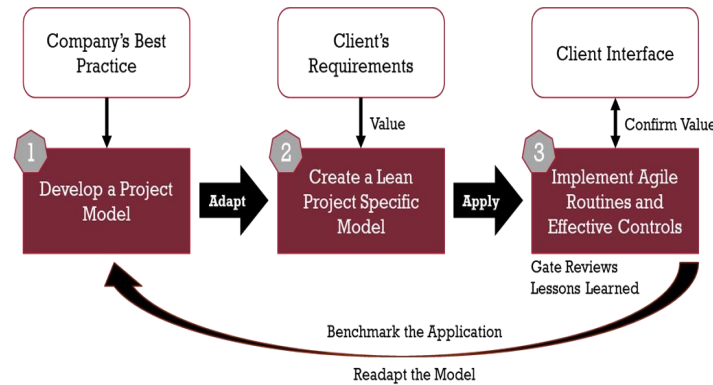 Company's Best
Practice
Client's
Requirements
Client Interface
Value
Confirm Value
1
Develop a Project
Model
Adapt
2
Create a Lean
Project Specific
Model
Apply
3
Implement Agile
Routines and
Effective Controls
Gate Reviews
Lessons Learned
Benchmark the Application
Readapt the Model